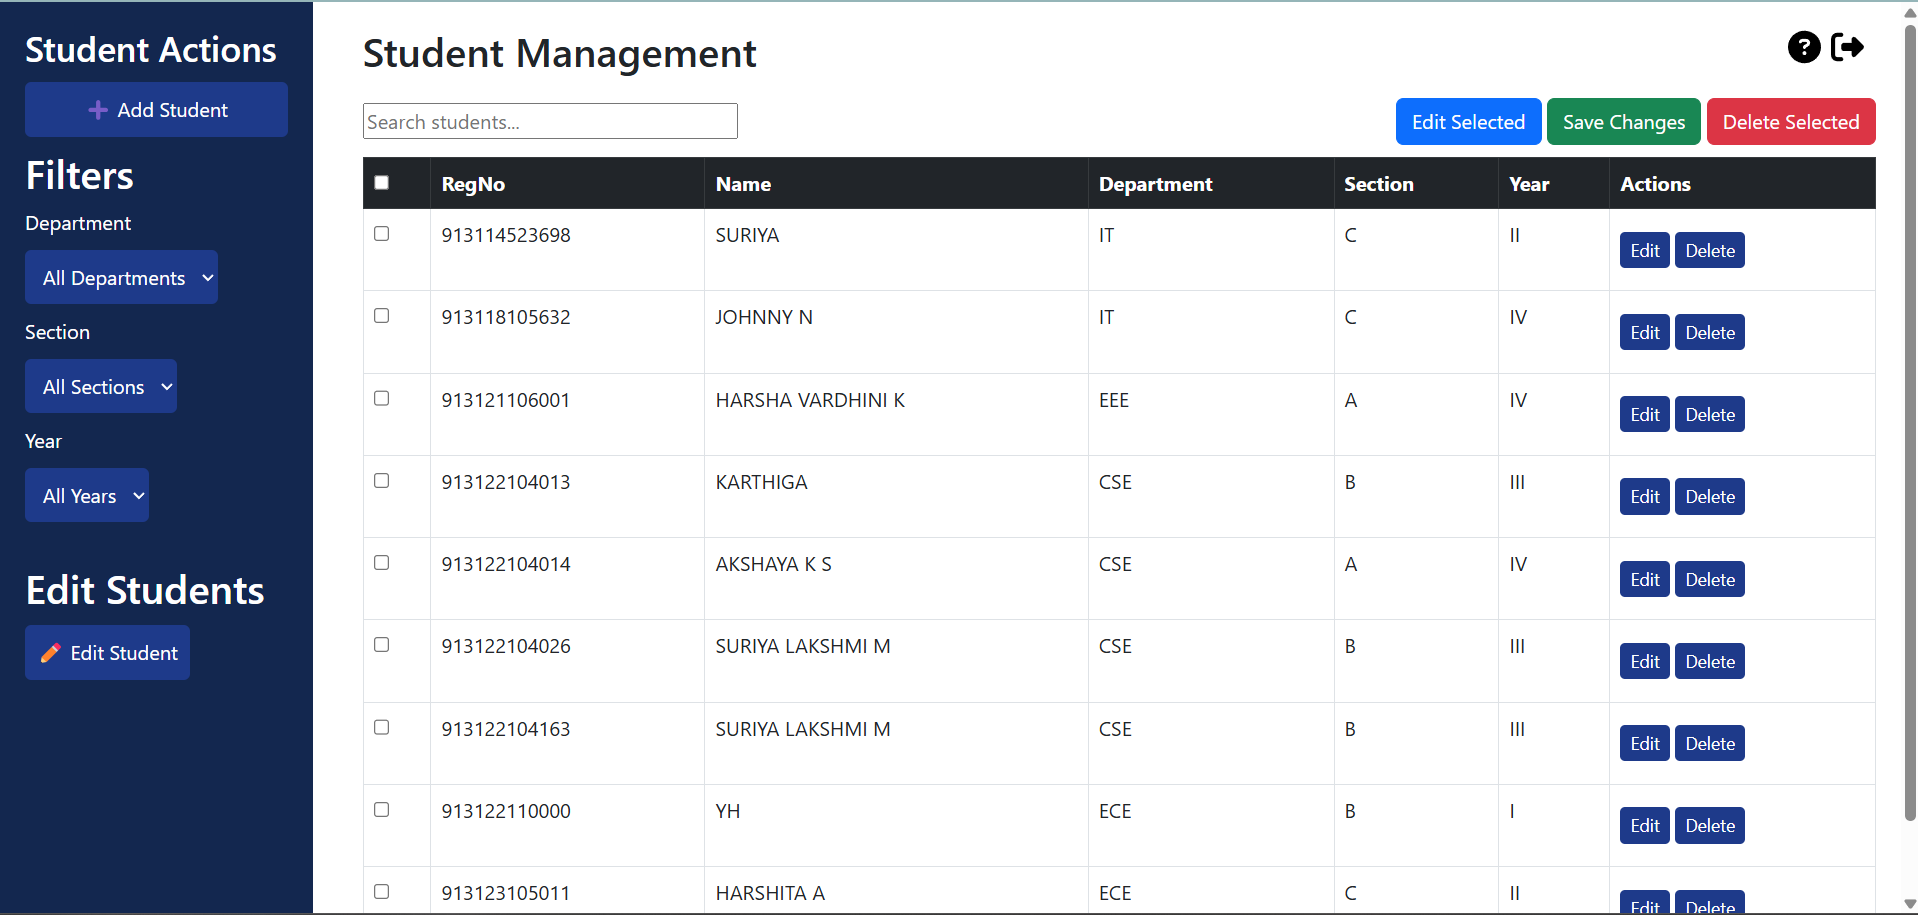 Student Actions
Add Student
Filters
Department
All Departments
Section
All Sections
Year
All Years
Edit Students
Edit Student
Student Management
?
Search students...
Edit Selected Save Changes Delete Selected
RegNo Name Department Section Year Actions
913114523698 SURIYA IT C II Edit Delete
913118105632 JOHNNY N IT C IV Edit Delete
913121106001 HARSHA VARDHINI K EEE A IV Edit Delete
913122104013 KARTHIGA CSE B III Edit Delete
913122104014 AKSHAYA K S CSE A IV Edit Delete
913122104026 SURIYA LAKSHMI M CSE B III Edit Delete
913122104163 SURIYA LAKSHMI M CSE B III Edit Delete
913122110000 YH ECE B I Edit Delete
913123105011 HARSHITA A ECE C II Edit Delete